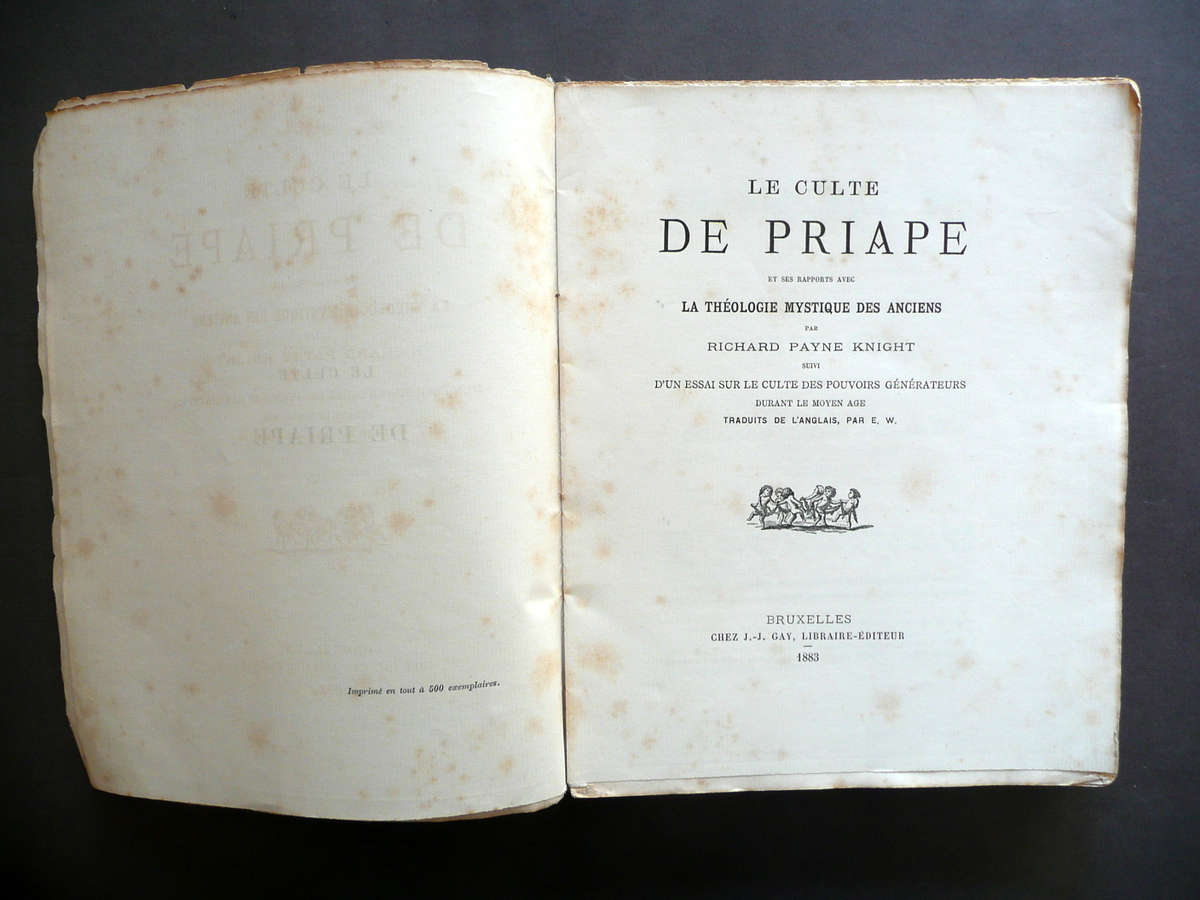 Imprimé en tout à 500 exemplaires.
LE CULTE
DE PRIAPE
ET SES RAPPORTS AVEC
LA THÉOLOGIE MYSTIQUE DES ANCIENS
PAR
RICHARD PAYNE KNIGHT
SUIVI
D'UN ESSAI SUR LE CULTE DES POUVOIRS GÉNÉRATEURS
DURANT LE MOYEN AGE
TRADUITS DE L'ANGLAIS, PAR E. W.
BRUXELLES
CHEZ J.-J. GAY, LIBRAIRE-ÉDITEUR
1883